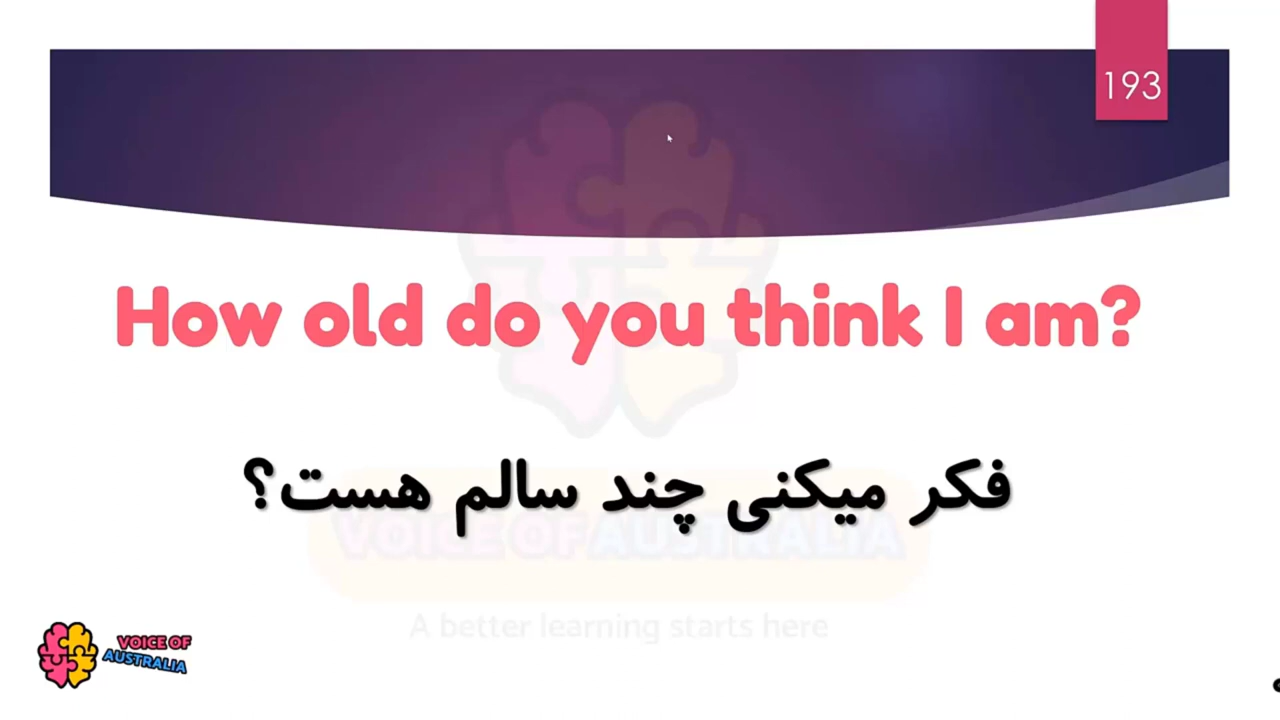 193
How old do you think I am?
فکر میکنی چند سالم هست؟
VOICE OF AUSTRALIA
A better learning starts here
VOICE OF
AUSTRALIA